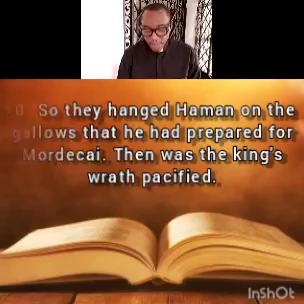 10 So they hanged Haman on the
gallows that he had prepared for
Mordecai. Then was the king's
wrath pacified.
InShOt